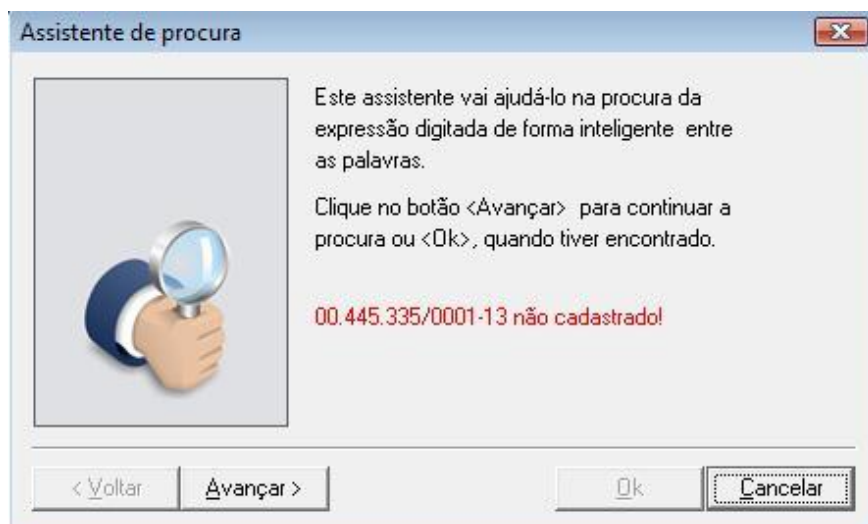 Assistente de procura
Este assistente vai ajudá-lo na procura da
expressão digitada de forma inteligente entre
as palavras.
Clique no botão <Avançar> para continuar a
procura ou <Ok>, quando tiver encontrado.
00.445.335/0001-13 não cadastrado!
< Voltar
Avançar >
Ok
Cancelar